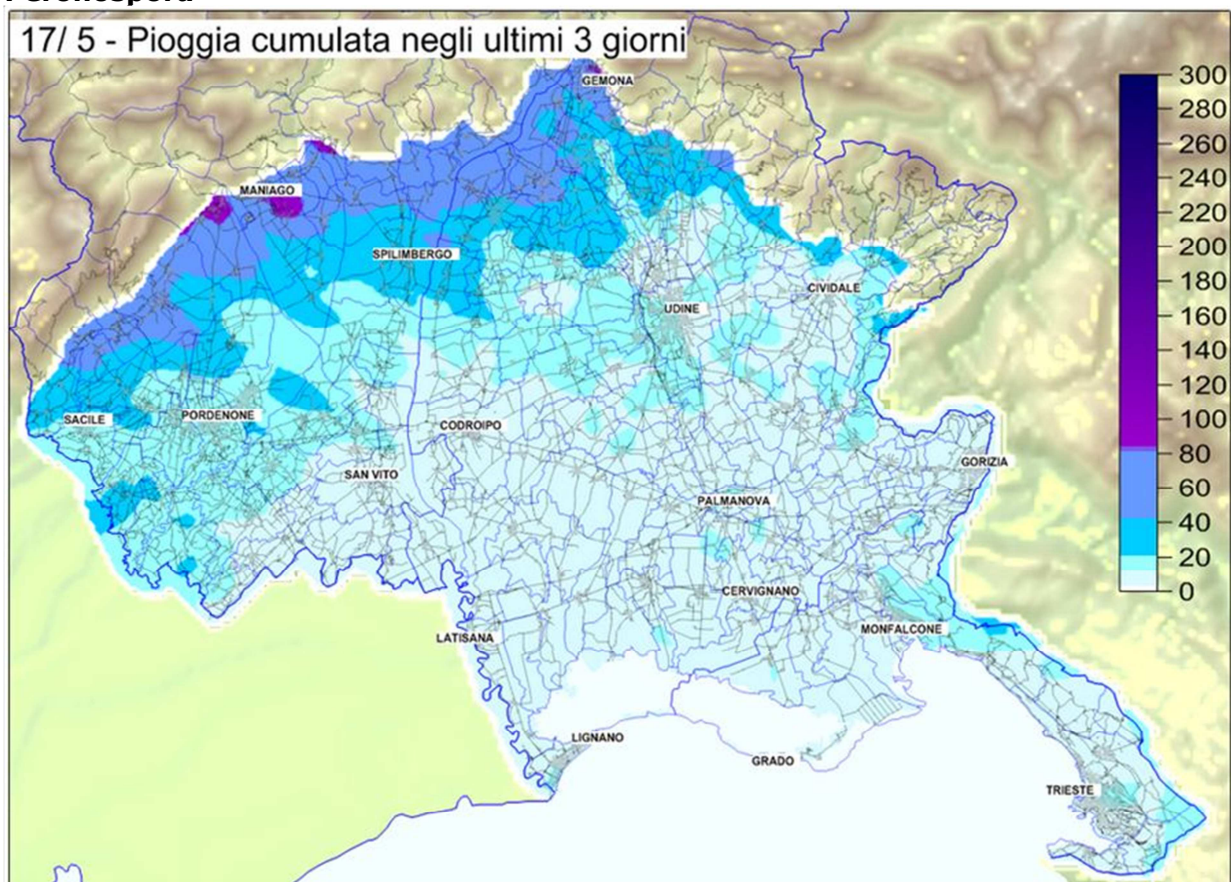 Peronospora
17/ 5 - Pioggia cumulata negli ultimi 3 giorni
GEMONA
MANIAGO
SPILIMBERGO
CIVIDALE
UDINE
SACILE
PORDENONE
CODROIPO
SAN VITO
GORIZIA
PALMANOVA
CERVIGNANO
LATISANA
MONFALCONE
LIGNANO
GRADO
TRIESTE
300
280
260
240
220
200
180
160
140
120
100
80
60
40
20
0